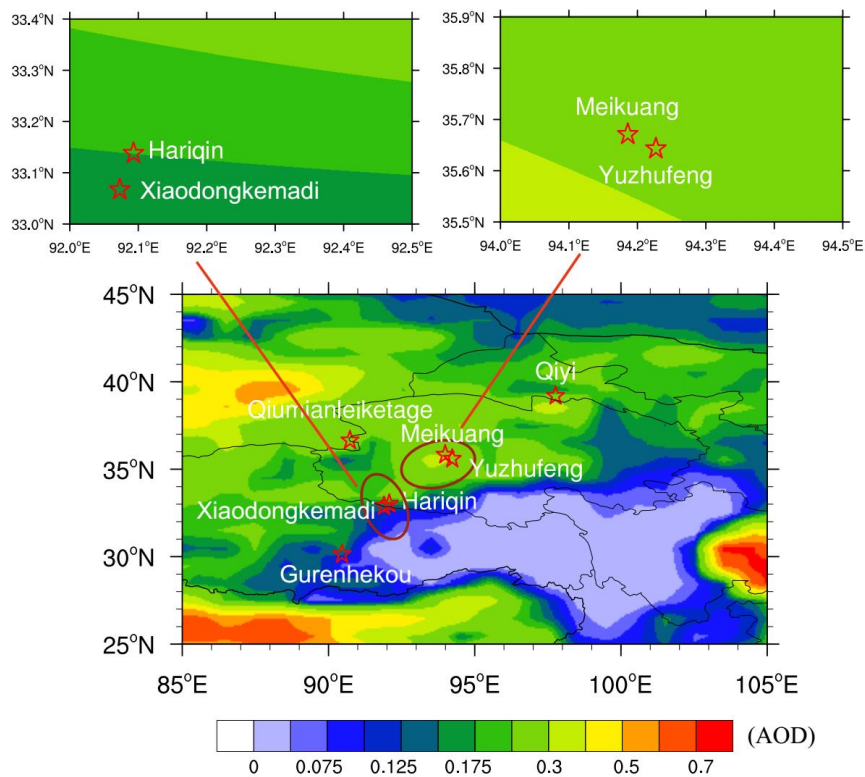 33.4°N
33.3°N
33.2°N
33.1°N
33.0°N
Hariqin
Xiaodongkemadi
92.0°E 92.1°E 92.2°E 92.3°E 92.4°E 92.5°E
35.9°N
35.8°N
35.7°N
35.6°N
35.5°N
Meikuang
Yuzhufeng
94.0°E 94.1°E 94.2°E 94.3°E 94.4°E 94.5°E
45°N
40°N
35°N
30°N
25°N
Qiyi
Qiumianleiketage
Meikuang
Yuzhufeng
Xiaodongkemadi
Hariqin
Gurenhekou
85°E 90°E 95°E 100°E 105°E
(AOD)
0 0.075 0.125 0.175 0.3 0.5 0.7